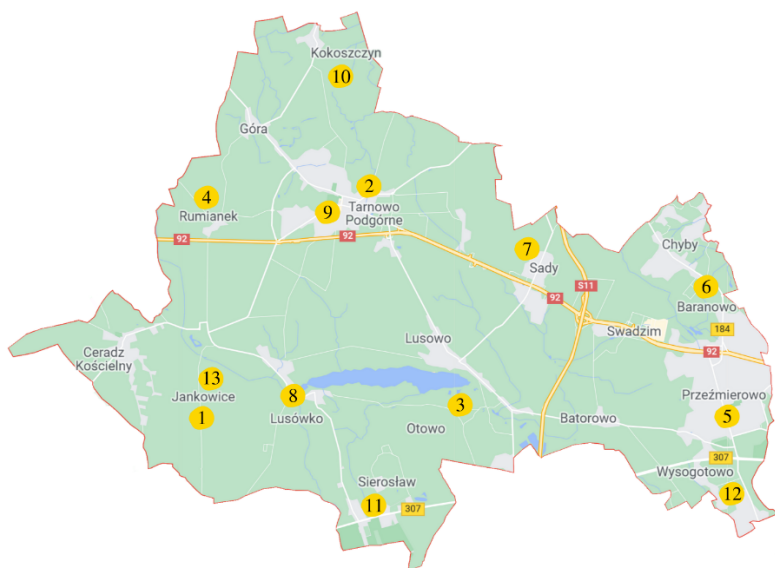 Kokoszczyn
10
Góra
4
2
Rumianek
9
Tarnowo
Podgórne
92
92
7
Chyby
Sady
S11
6
92
Baranowo
Swadzim
184
Lusowo
92
Ceradz
Kościelny
13
Jankowice
8
Przeźmierowo
1
Lusówko
3
5
Otowo
Batorowo
307
Sierosław
Wysogotowo
11
307
12